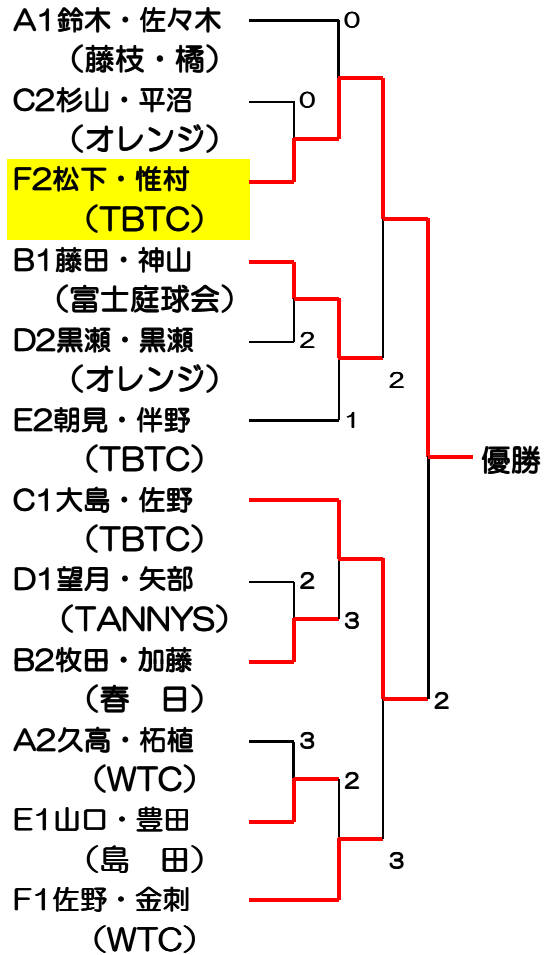 A1鈴木・佐々木
0
（藤枝・橘）
C2杉山・平沼
0
（オレンジ）
F2松下・惟村
（TBTC）
B1藤田・神山
（富士庭球会）
D2黒瀬・黒瀬
2
（オレンジ）
2
E2朝見・伴野
1
（TBTC）
優勝
C1大島・佐野
（TBTC）
D1望月・矢部
2
（TANNYS）
3
B2牧田・加藤
（春　日）
2
A2久高・柘植
3
（WTC）
2
E1山口・豊田
（島　田）
3
F1佐野・金刺
（WTC）